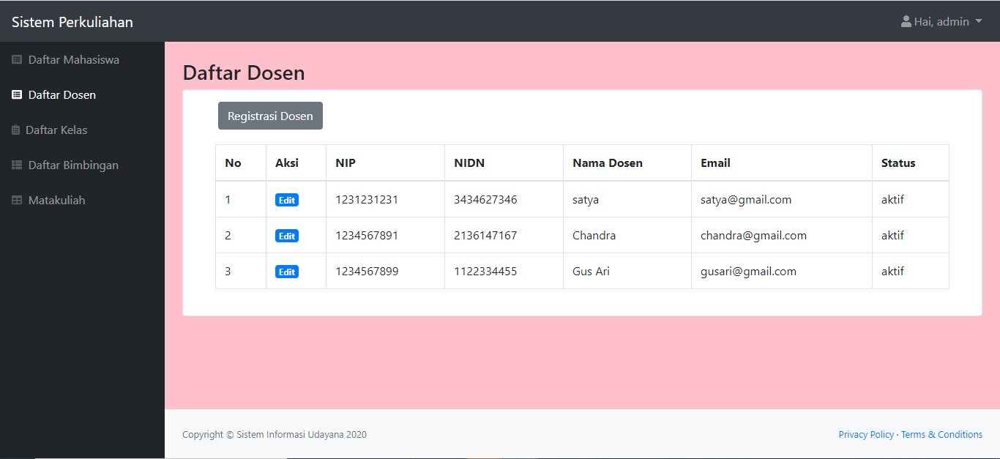 Sistem Perkuliahan
Hai, admin
Daftar Mahasiswa
Daftar Dosen
Daftar Kelas
Daftar Bimbingan
Matakuliah
Daftar Dosen
Registrasi Dosen
No Aksi NIP NIDN Nama Dosen Email Status
1 Edit 1231231231 3434627346 satya satya@gmail.com aktif
2 Edit 1234567891 2136147167 Chandra chandra@gmail.com aktif
3 Edit 1234567899 1122334455 Gus Ari gusari@gmail.com aktif
Copyright © Sistem Informasi Udayana 2020
Privacy Policy · Terms & Conditions